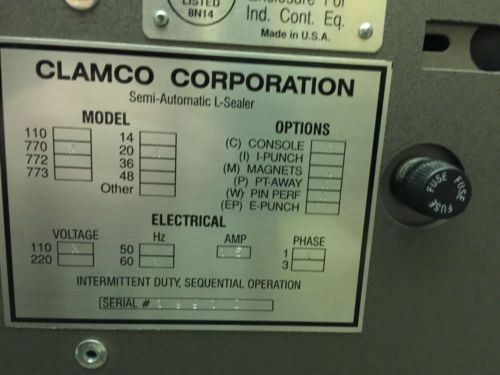 LISTED
8N14
Enclosure For
Ind. Cont. Eq.
Made in U.S.A.
CLAMCO CORPORATION
Semi-Automatic L-Sealer
MODEL
110
770
772
773
14
20
36
48
Other
OPTIONS
(C) CONSOLE
(I) I-PUNCH
(M) MAGNETS
(P) PT-AWAY
(W) PIN PERF
(EP) E-PUNCH
ELECTRICAL
VOLTAGE
110
220
Hz
50
60
AMP
PHASE
1
3
INTERMITTENT DUTY, SEQUENTIAL OPERATION
SERIAL #
FUSE
FUSE
FUSE